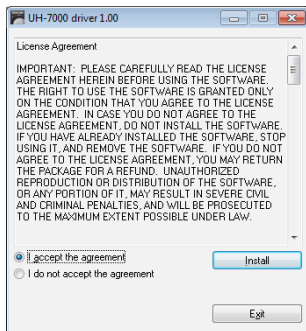 UH-7000 driver 1.00
License Agreement
IMPORTANT: PLEASE CAREFULLY READ THE LICENSE
AGREEMENT HEREIN BEFORE USING THE SOFTWARE.
THE RIGHT TO USE THE SOFTWARE IS GRANTED ONLY
ON THE CONDITION THAT YOU AGREE TO THE LICENSE
AGREEMENT. IN CASE YOU DO NOT AGREE TO THE
LICENSE AGREEMENT, DO NOT INSTALL THE SOFTWARE.
IF YOU HAVE ALREADY INSTALLED THE SOFTWARE, STOP
USING IT, AND REMOVE THE SOFTWARE. IF YOU DO NOT
AGREE TO THE LICENSE AGREEMENT, YOU MAY RETURN
THE PACKAGE FOR A REFUND. UNAUTHORIZED
REPRODUCTION OR DISTRIBUTION OF THE SOFTWARE,
OR ANY PORTION OF IT, MAY RESULT IN SEVERE CIVIL
AND CRIMINAL PENALTIES, AND WILL BE PROSECUTED
TO THE MAXIMUM EXTENT POSSIBLE UNDER LAW.
I accept the agreement
Install
I do not accept the agreement
Exit